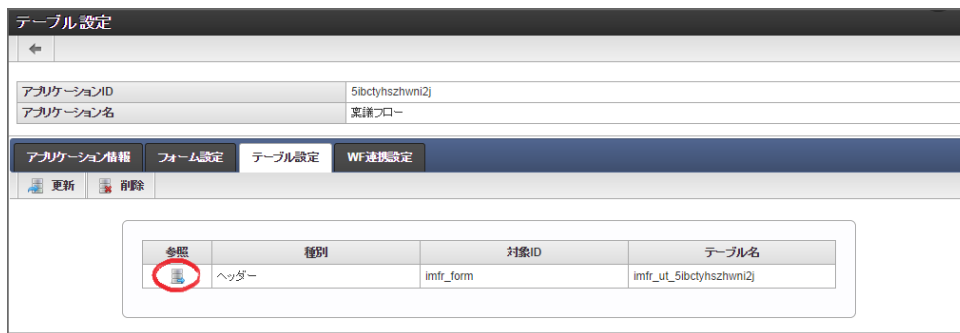 テーブル設定
アプリケーションID 5ibctyhszhwni2j
アプリケーション名 稟議フロー
アプリケーション情報 フォーム設定 テーブル設定 WF連携設定
更新 削除
参照 種別 対象ID テーブル名
ヘッダー imfr_form imfr_ut_5ibctyhszhwni2j